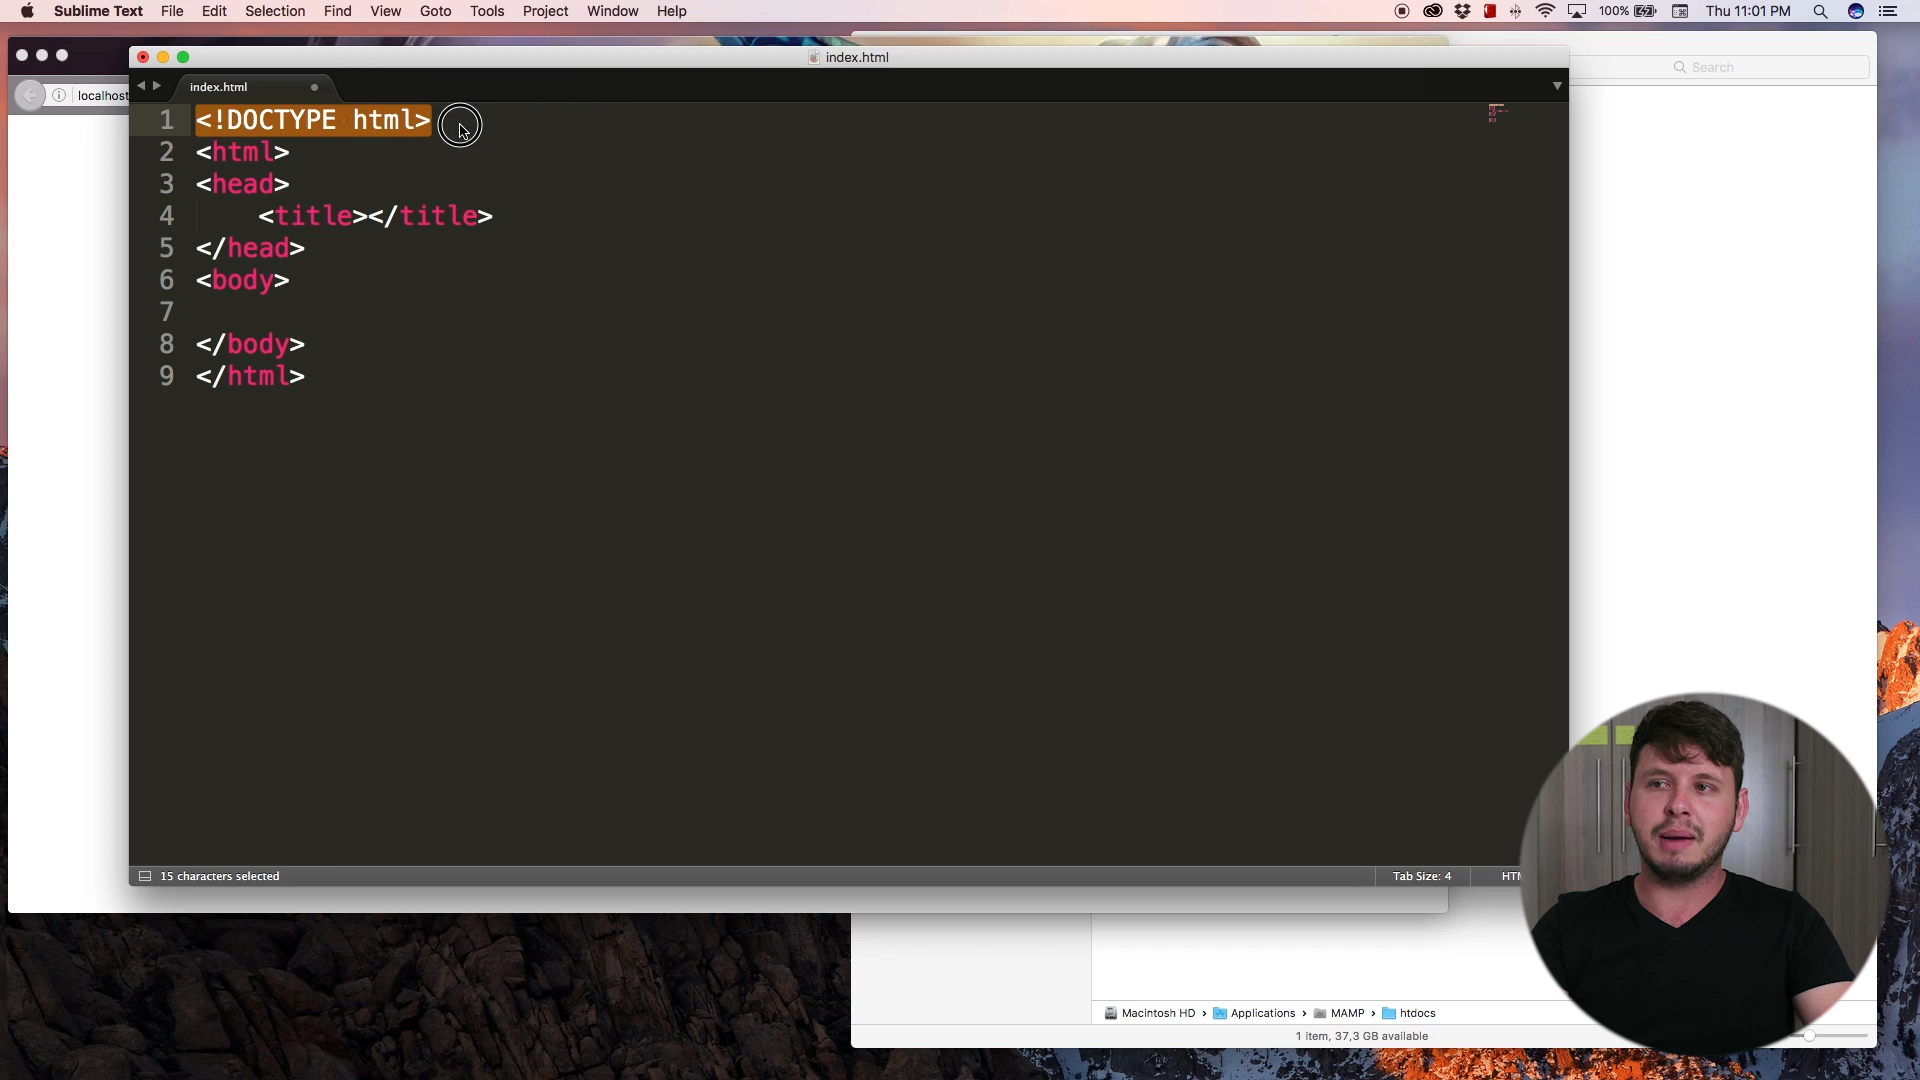 Sublime Text File Edit Selection Find View Goto Tools Project Window Help 100% Thu 11:01 PM
index.html
Search
index.html
localhost
1 <!DOCTYPE html>
2 <html>
3 <head>
4 <title></title>
5 </head>
6 <body>
7
8 </body>
9 </html>
15 characters selected Tab Size: 4 HTM
Macintosh HD › Applications › MAMP › htdocs
1 item, 37,3 GB available